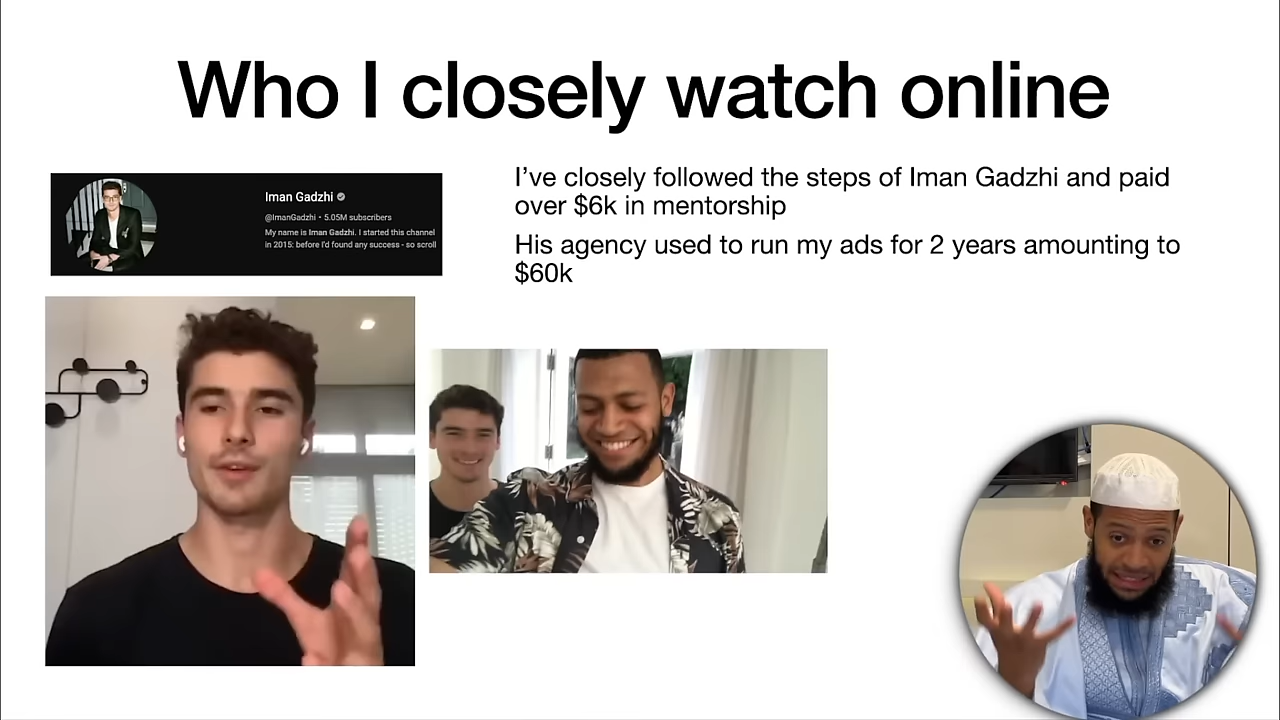 Who I closely watch online
Iman Gadzhi
@ImanGadzhi • 5.05M subscribers
My name is Iman Gadzhi. I started this channel
in 2015: before I'd found any success - so scroll
I've closely followed the steps of Iman Gadzhi and paid
over $6k in mentorship
His agency used to run my ads for 2 years amounting to
$60k